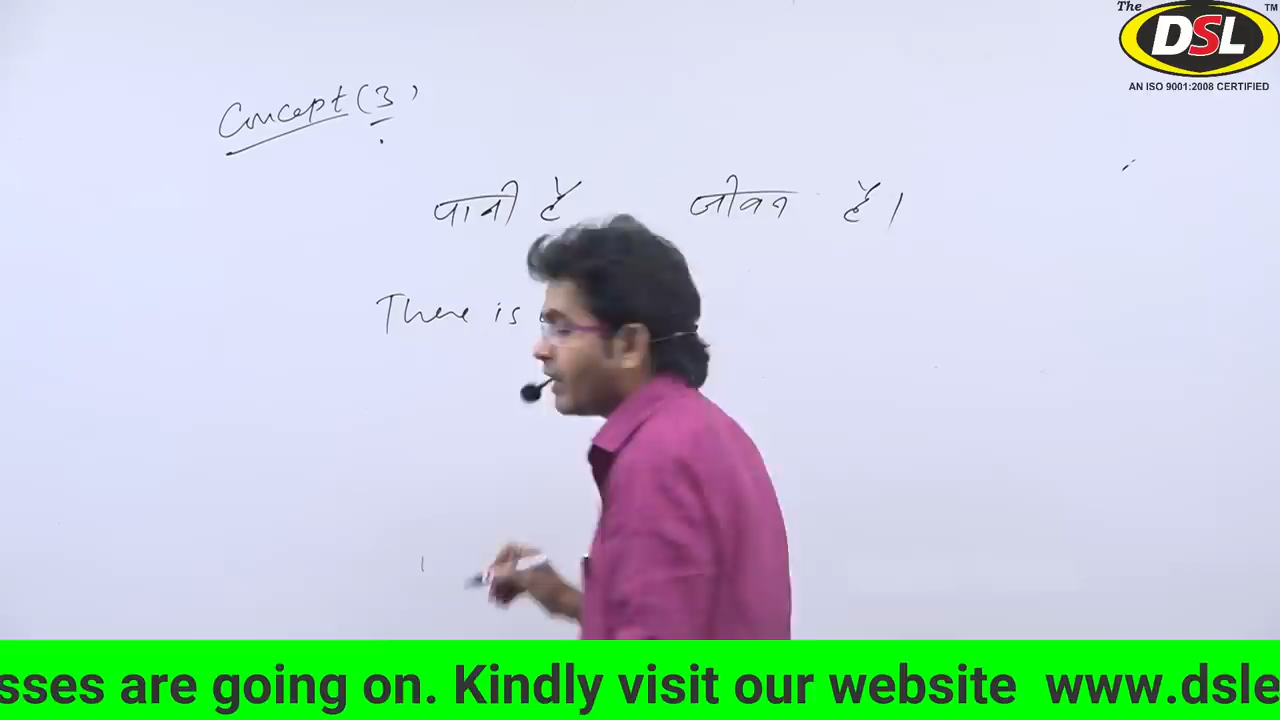 The
TM
DSL
AN ISO 9001:2008 CERTIFIED
Concept (3)
पानी है जीवन है।
There is
sses are going on. Kindly visit our website www.dsle